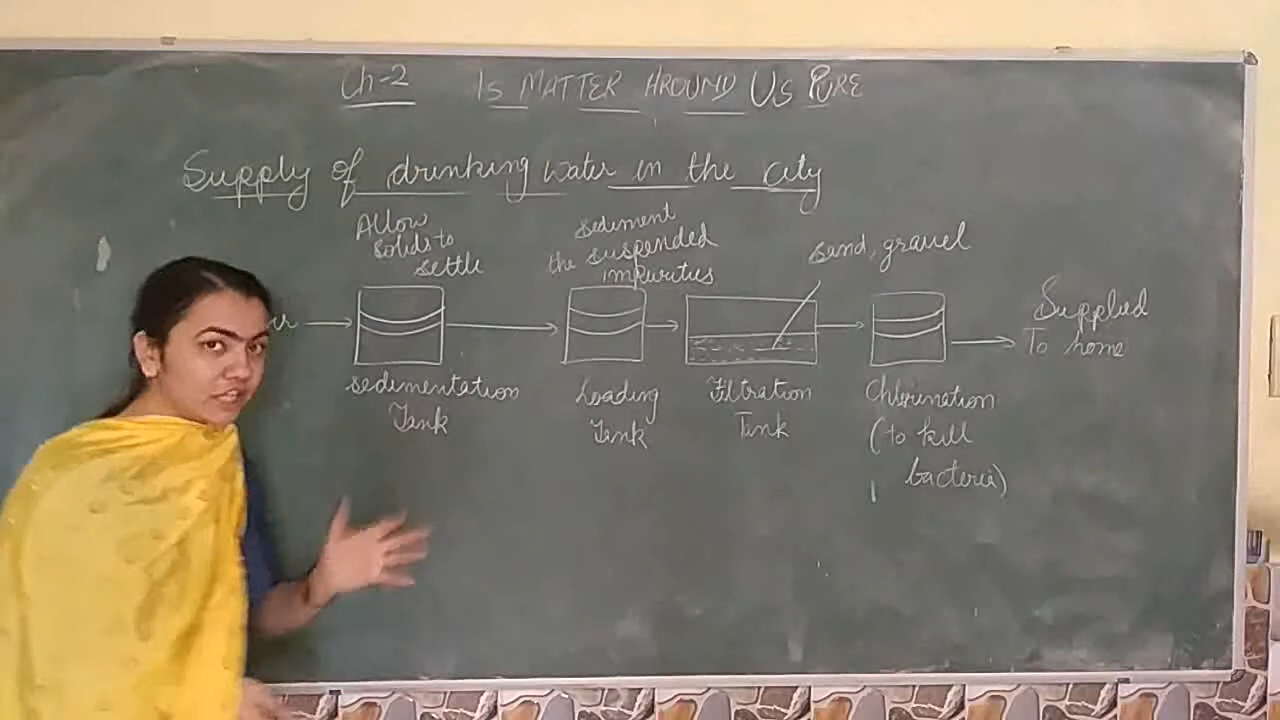 Ch-2 Is MATTER AROUND US PURE
Supply of drinking water in the city
Allow
solids to
settle
sediment
the suspended
impurities
sand, gravel
Supplied
To home
sedimentation
Tank
Loading
Tank
Filtration
Tank
Chlorination
(to kill
bacteria)